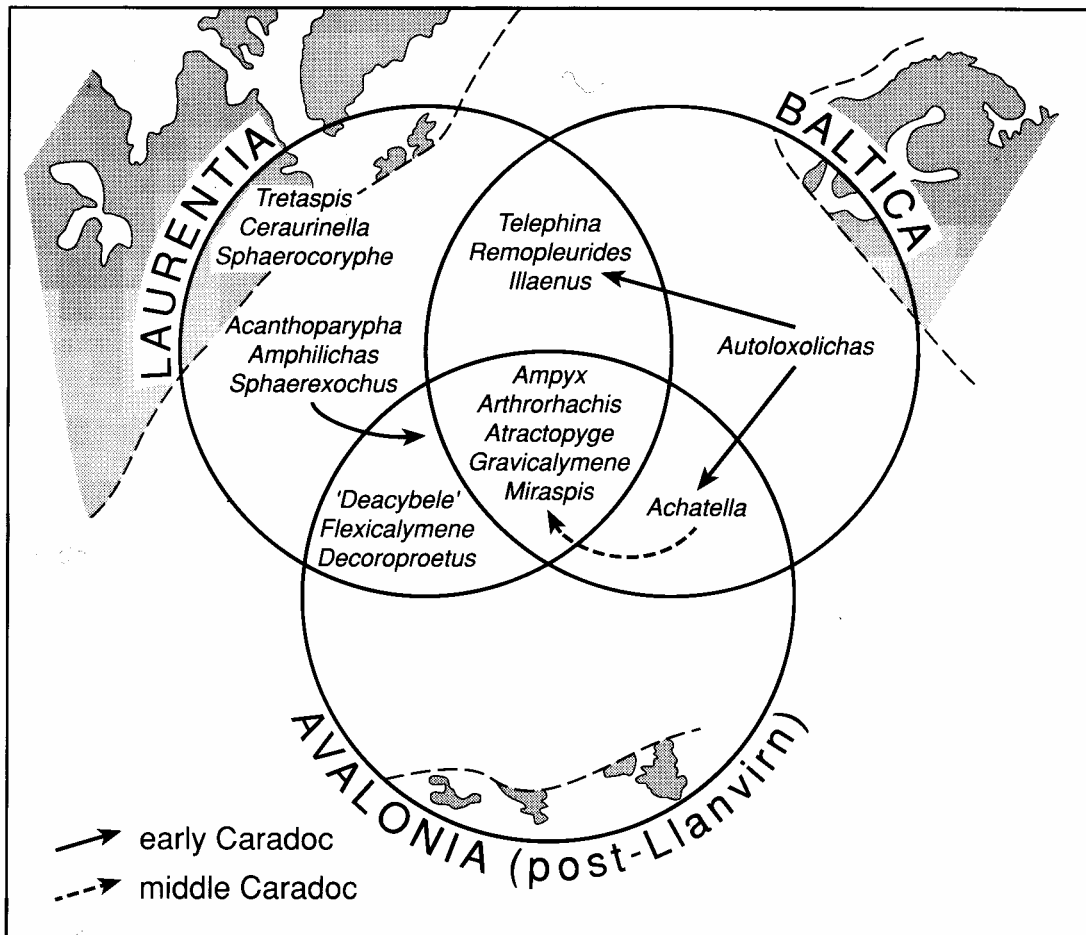 LAURENTIA
BALTICA
Tretaspis
Ceraurinella
Sphaerocoryphe
Telephina
Remopleurides
Illaenus
Acanthoparypha
Amphilichas
Sphaerexochus
Autoloxolichas
Ampyx
Arthrorhachis
Atractopyge
Gravicalymene
Miraspis
'Deacybele'
Flexicalymene
Decoroproetus
Achatella
AVALONIA (post-Llanvirn)
early Caradoc
middle Caradoc